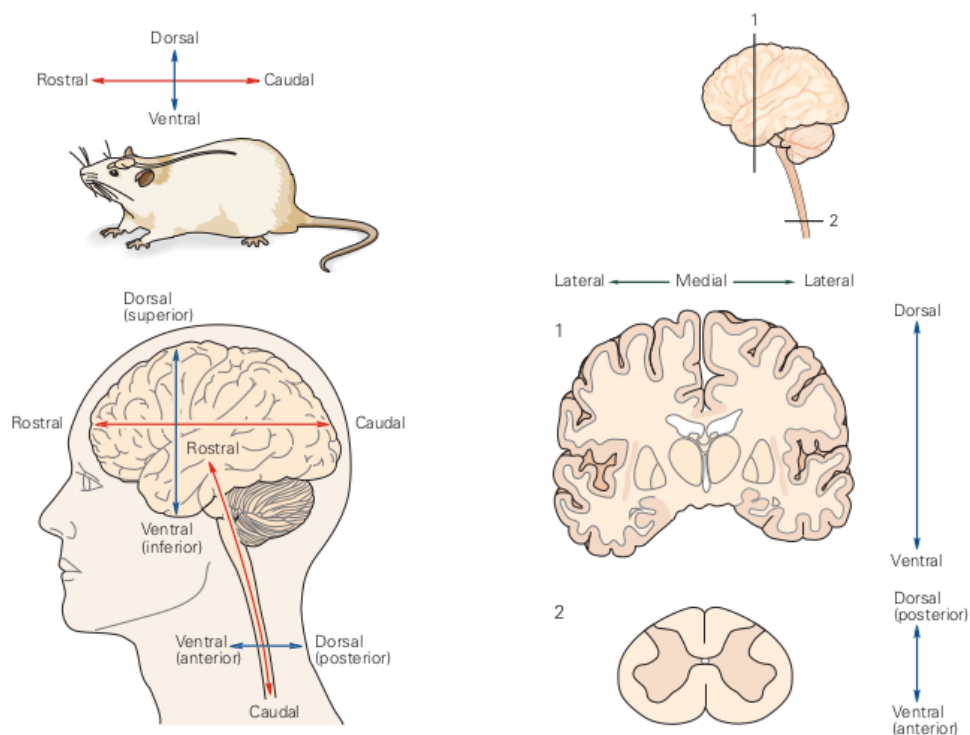 Dorsal
Rostral
Caudal
Ventral
Dorsal
(superior)
Rostral
Caudal
Rostral
Ventral
(inferior)
Ventral
(anterior)
Dorsal
(posterior)
Caudal
1
2
Lateral
Medial
Lateral
1
Dorsal
Ventral
2
Dorsal
(posterior)
Ventral
(anterior)